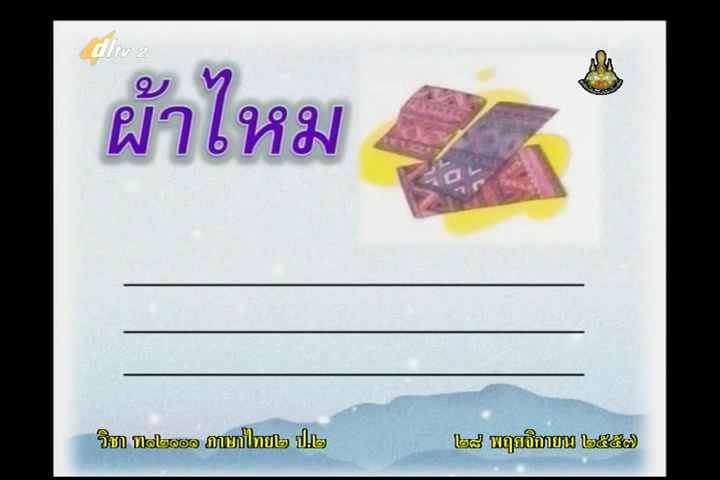 dltv 2
ผ้าไหม
วิชา ท๑๒๑๐๑ ภาษาไทย๒ ป.๒
๒๘ พฤศจิกายน ๒๕๕๗